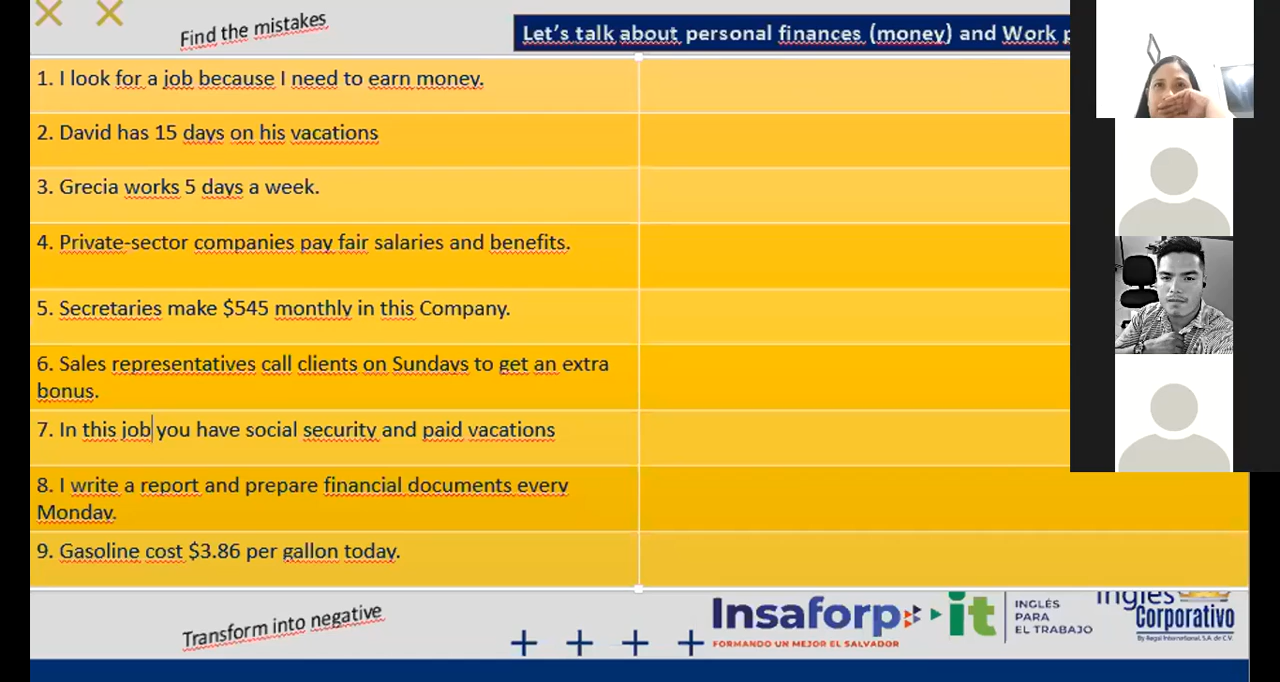 Find the mistakes
Let's talk about personal finances (money) and Work
1. I look for a job because I need to earn money.
2. David has 15 days on his vacations
3. Grecia works 5 days a week.
4. Private-sector companies pay fair salaries and benefits.
5. Secretaries make $545 monthly in this Company.
6. Sales representatives call clients on Sundays to get an extra
bonus.
7. In this job you have social security and paid vacations
8. I write a report and prepare financial documents every
Monday.
9. Gasoline cost $3.86 per gallon today.
Transform into negative
Insaforp
FORMANDO UN MEJOR EL SALVADOR
it
INGLÉS
PARA
EL TRABAJO
Inglés
Corporativo
By Regal International, S.A. de C.V.